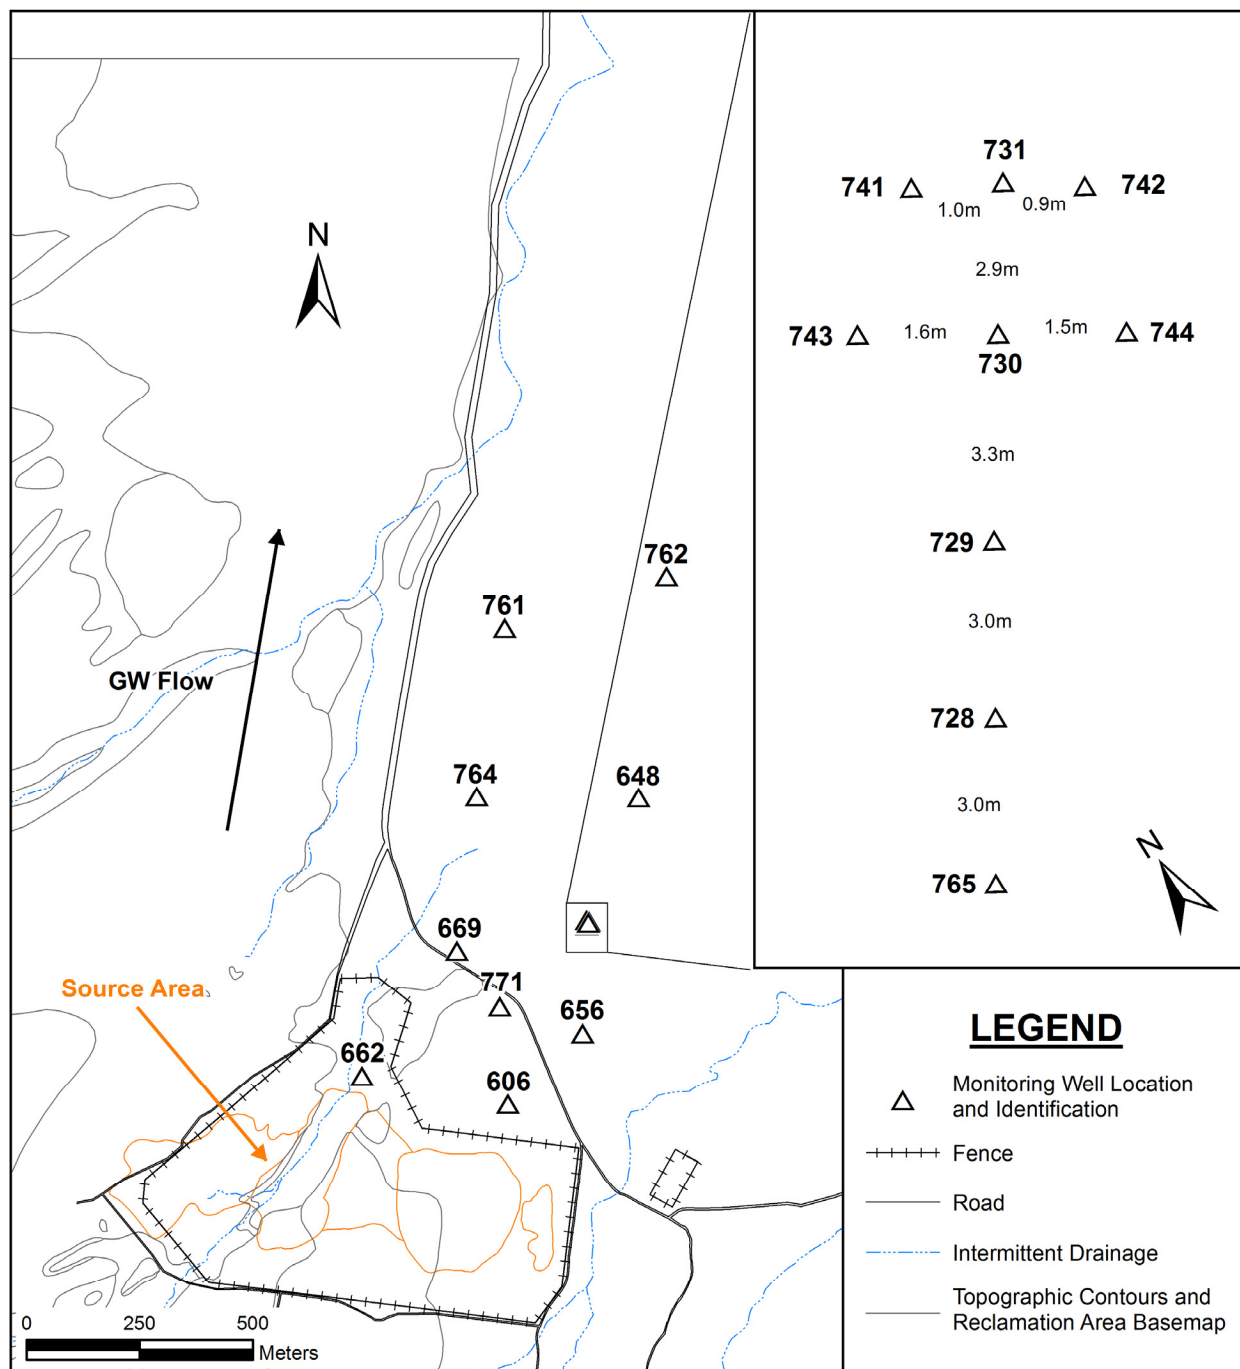 731
741
742
1.0m
0.9m
N
2.9m
743
1.6m
1.5m
744
730
3.3m
729
762
761
3.0m
GW Flow
728
764
648
3.0m
N
765
669
Source Area
771
656
LEGEND
662
606
Monitoring Well Location
and Identification
Fence
Road
Intermittent Drainage
Topographic Contours and
Reclamation Area Basemap
0
250
500
Meters